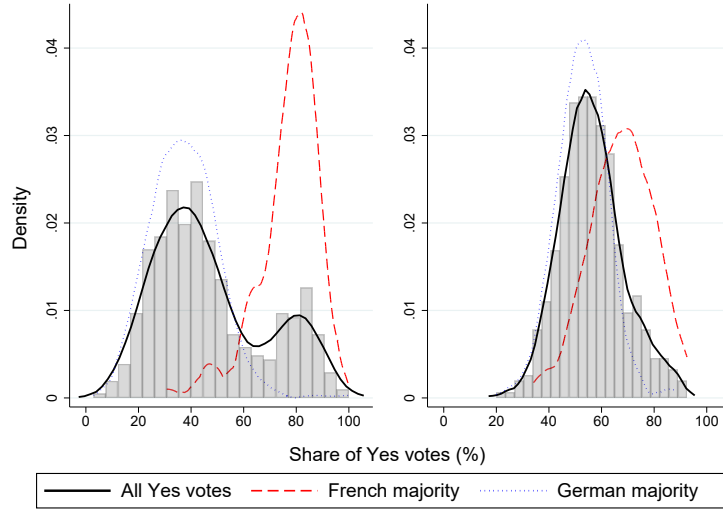 Density
.04
.03
.02
.01
0
0 20 40 60 80 100
.04
.03
.02
.01
0
0 20 40 60 80 100
Share of Yes votes (%)
All Yes votes French majority German majority